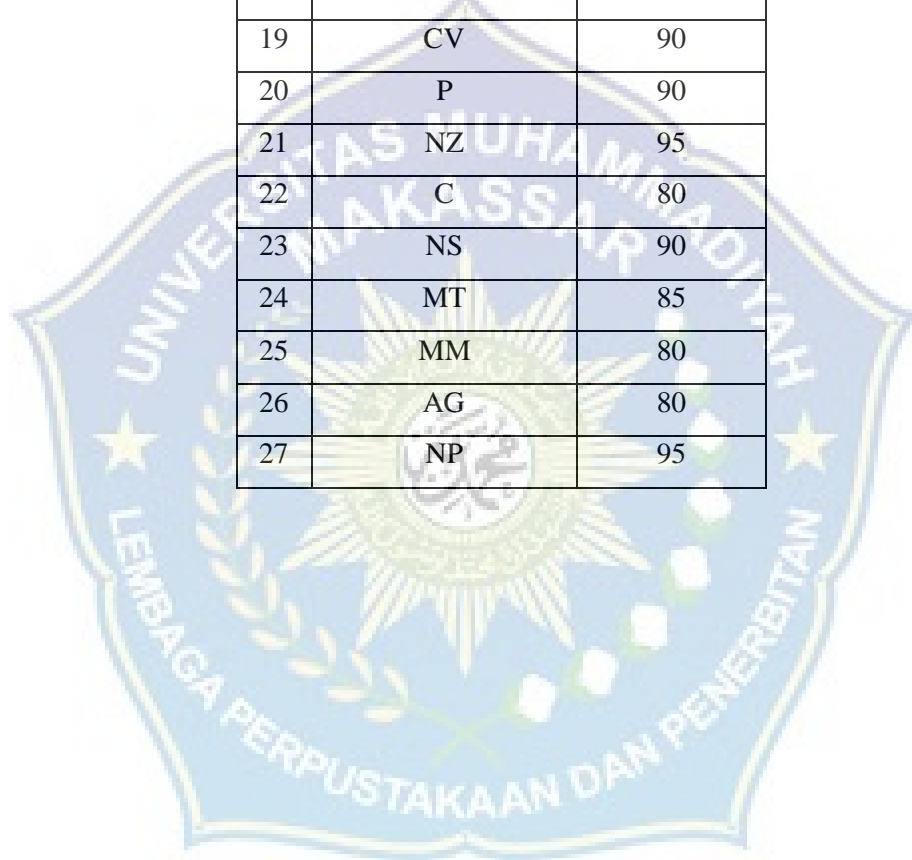 19 CV 90
20 P 90
21 NZ 95
22 C 80
23 NS 90
24 MT 85
25 MM 80
26 AG 80
27 NP 95
UNIVERSITAS MUHAMMADIYAH
MAKASSAR
LEMBAGA PERPUSTAKAAN DAN PENERBITAN